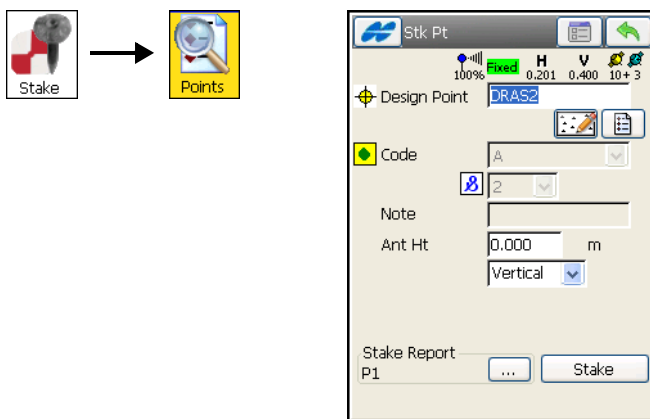 Stake
Points
Stk Pt
100% Fixed H 0.201 V 0.400 10+3
Design Point DRAS2
Code A
2
Note
Ant Ht 0.000 m
Vertical
Stake Report
P1 ... Stake